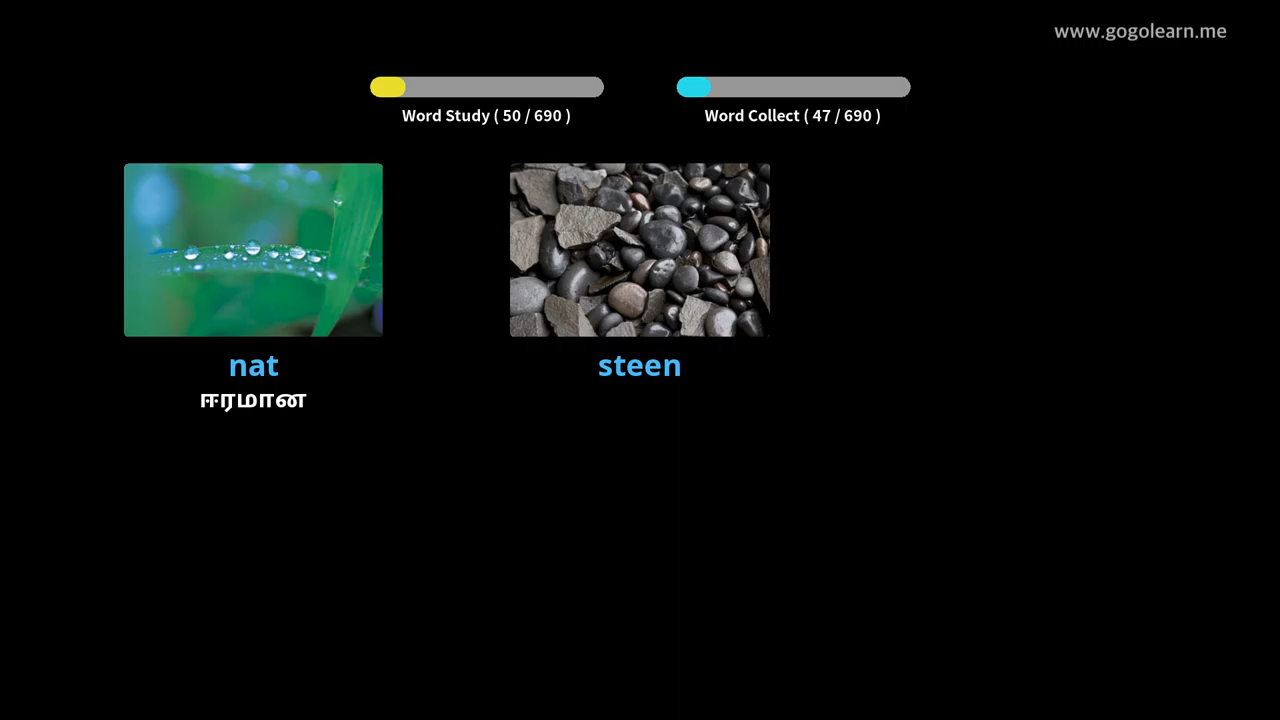 www.gogolearn.me
Word Study ( 50 / 690 )
Word Collect ( 47 / 690 )
nat
steen
ஈரமான